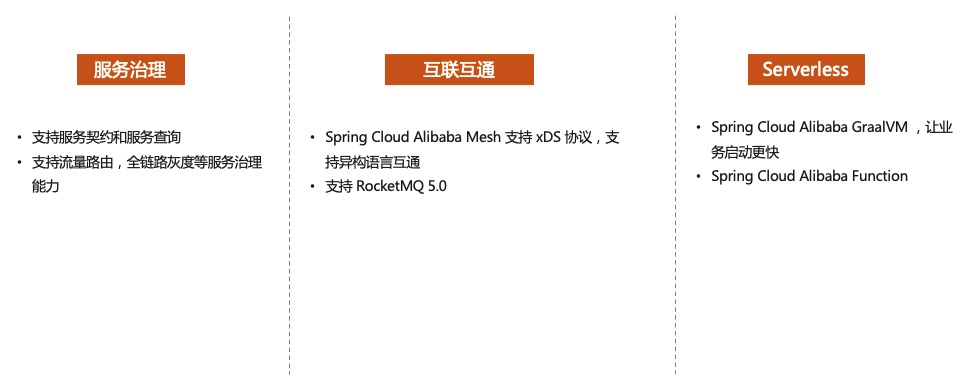 服务治理
• 支持服务契约和服务查询
• 支持流量路由，全链路灰度等服务治理
能力
互联互通
• Spring Cloud Alibaba Mesh 支持 xDS 协议，支
持异构语言互通
• 支持 RocketMQ 5.0
Serverless
• Spring Cloud Alibaba GraalVM ，让业
务启动更快
• Spring Cloud Alibaba Function